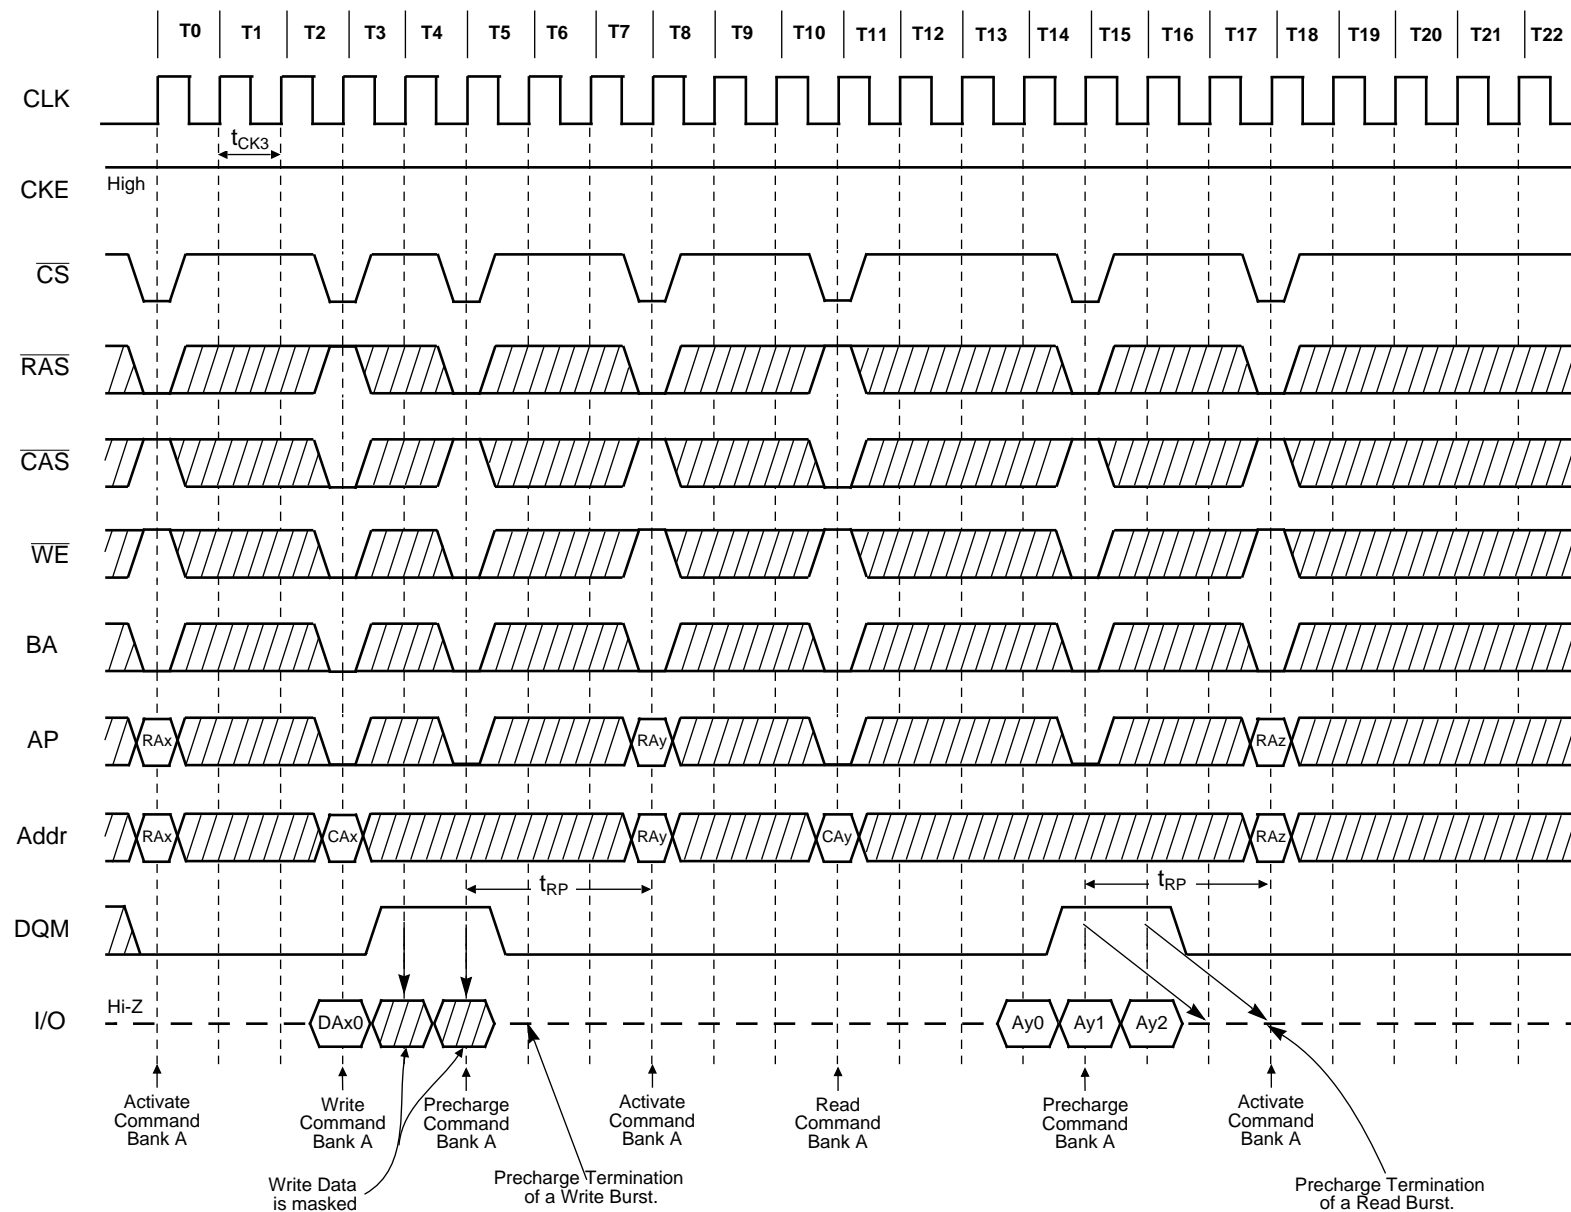 T0 T1 T2 T3 T4 T5 T6 T7 T8 T9 T10 T11 T12 T13 T14 T15 T16 T17 T18 T19 T20 T21 T22
CLK
tCK3
CKE High
CS
RAS
CAS
WE
BA
AP RAx RAy RAz
Addr RAx CAx RAy CAy RAz
tRP tRP
DQM
I/O Hi-Z DAx0 Ay0 Ay1 Ay2
Activate
Command
Bank A
Write
Command
Bank A
Precharge
Command
Bank A
Activate
Command
Bank A
Read
Command
Bank A
Precharge
Command
Bank A
Activate
Command
Bank A
Write Data
is masked
Precharge Termination
of a Write Burst.
Precharge Termination
of a Read Burst.